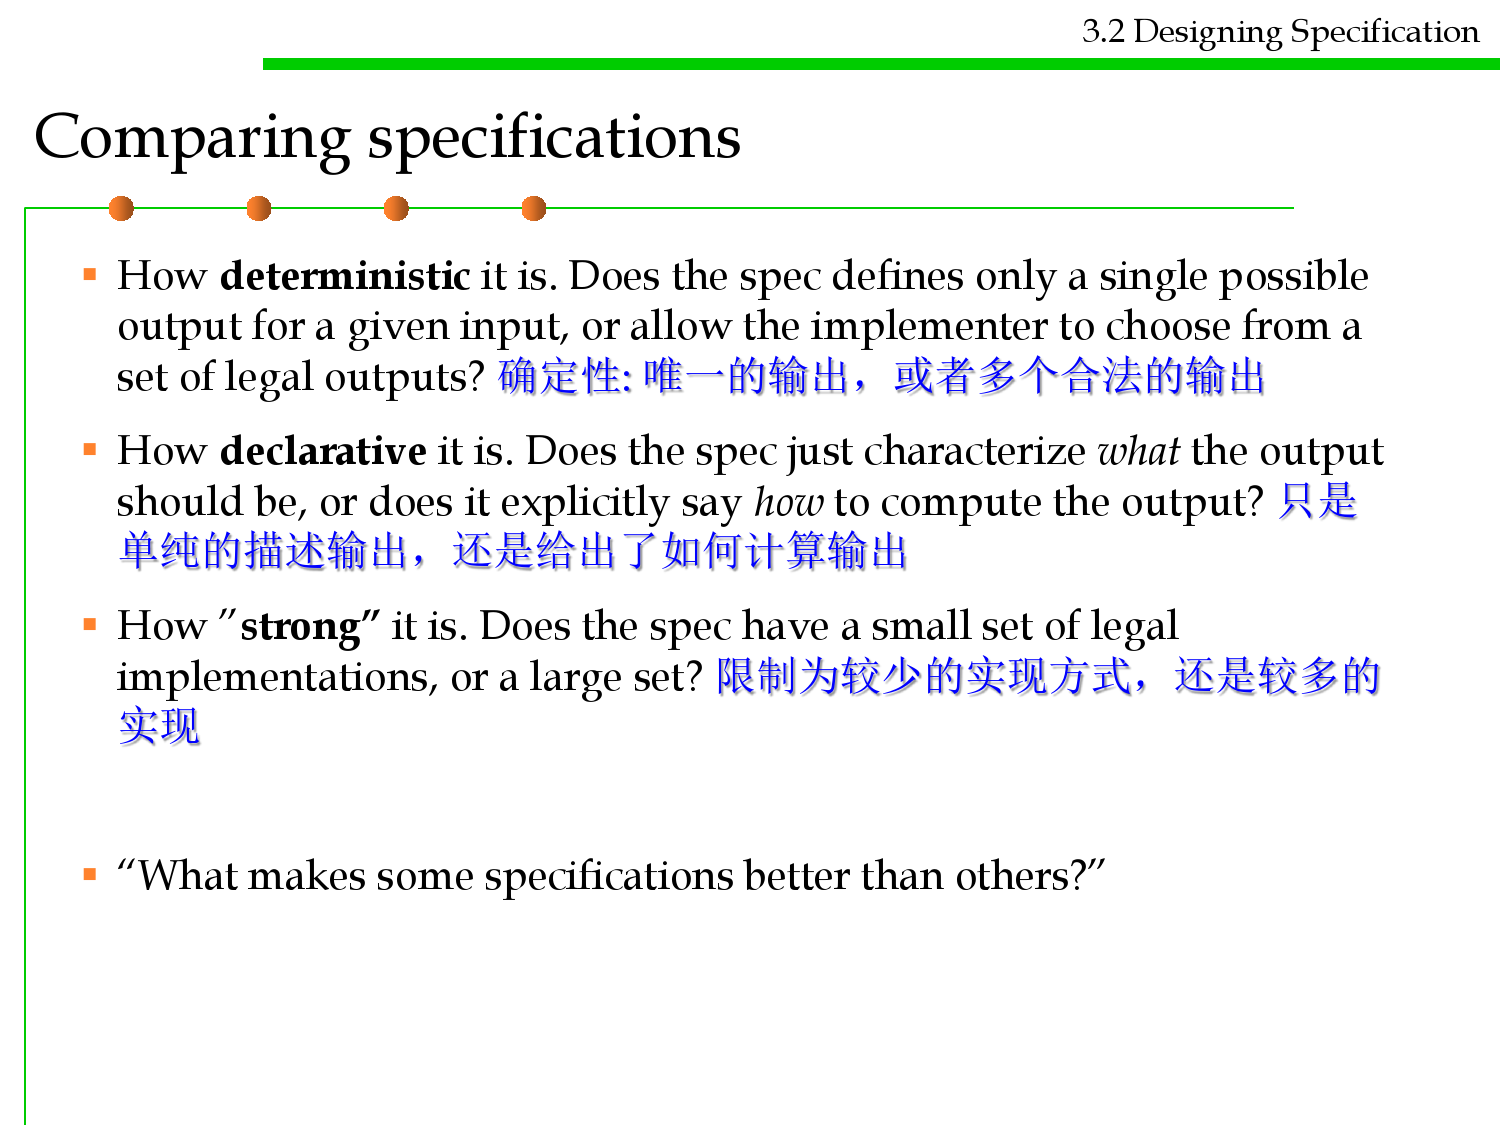 3.2 Designing Specification
Comparing specifications
▪ How deterministic it is. Does the spec defines only a single possible
output for a given input, or allow the implementer to choose from a
set of legal outputs? 确定性: 唯一的输出，或者多个合法的输出
▪ How declarative it is. Does the spec just characterize what the output
should be, or does it explicitly say how to compute the output? 只是
单纯的描述输出，还是给出了如何计算输出
▪ How ”strong” it is. Does the spec have a small set of legal
implementations, or a large set? 限制为较少的实现方式，还是较多的
实现
▪ “What makes some specifications better than others?”